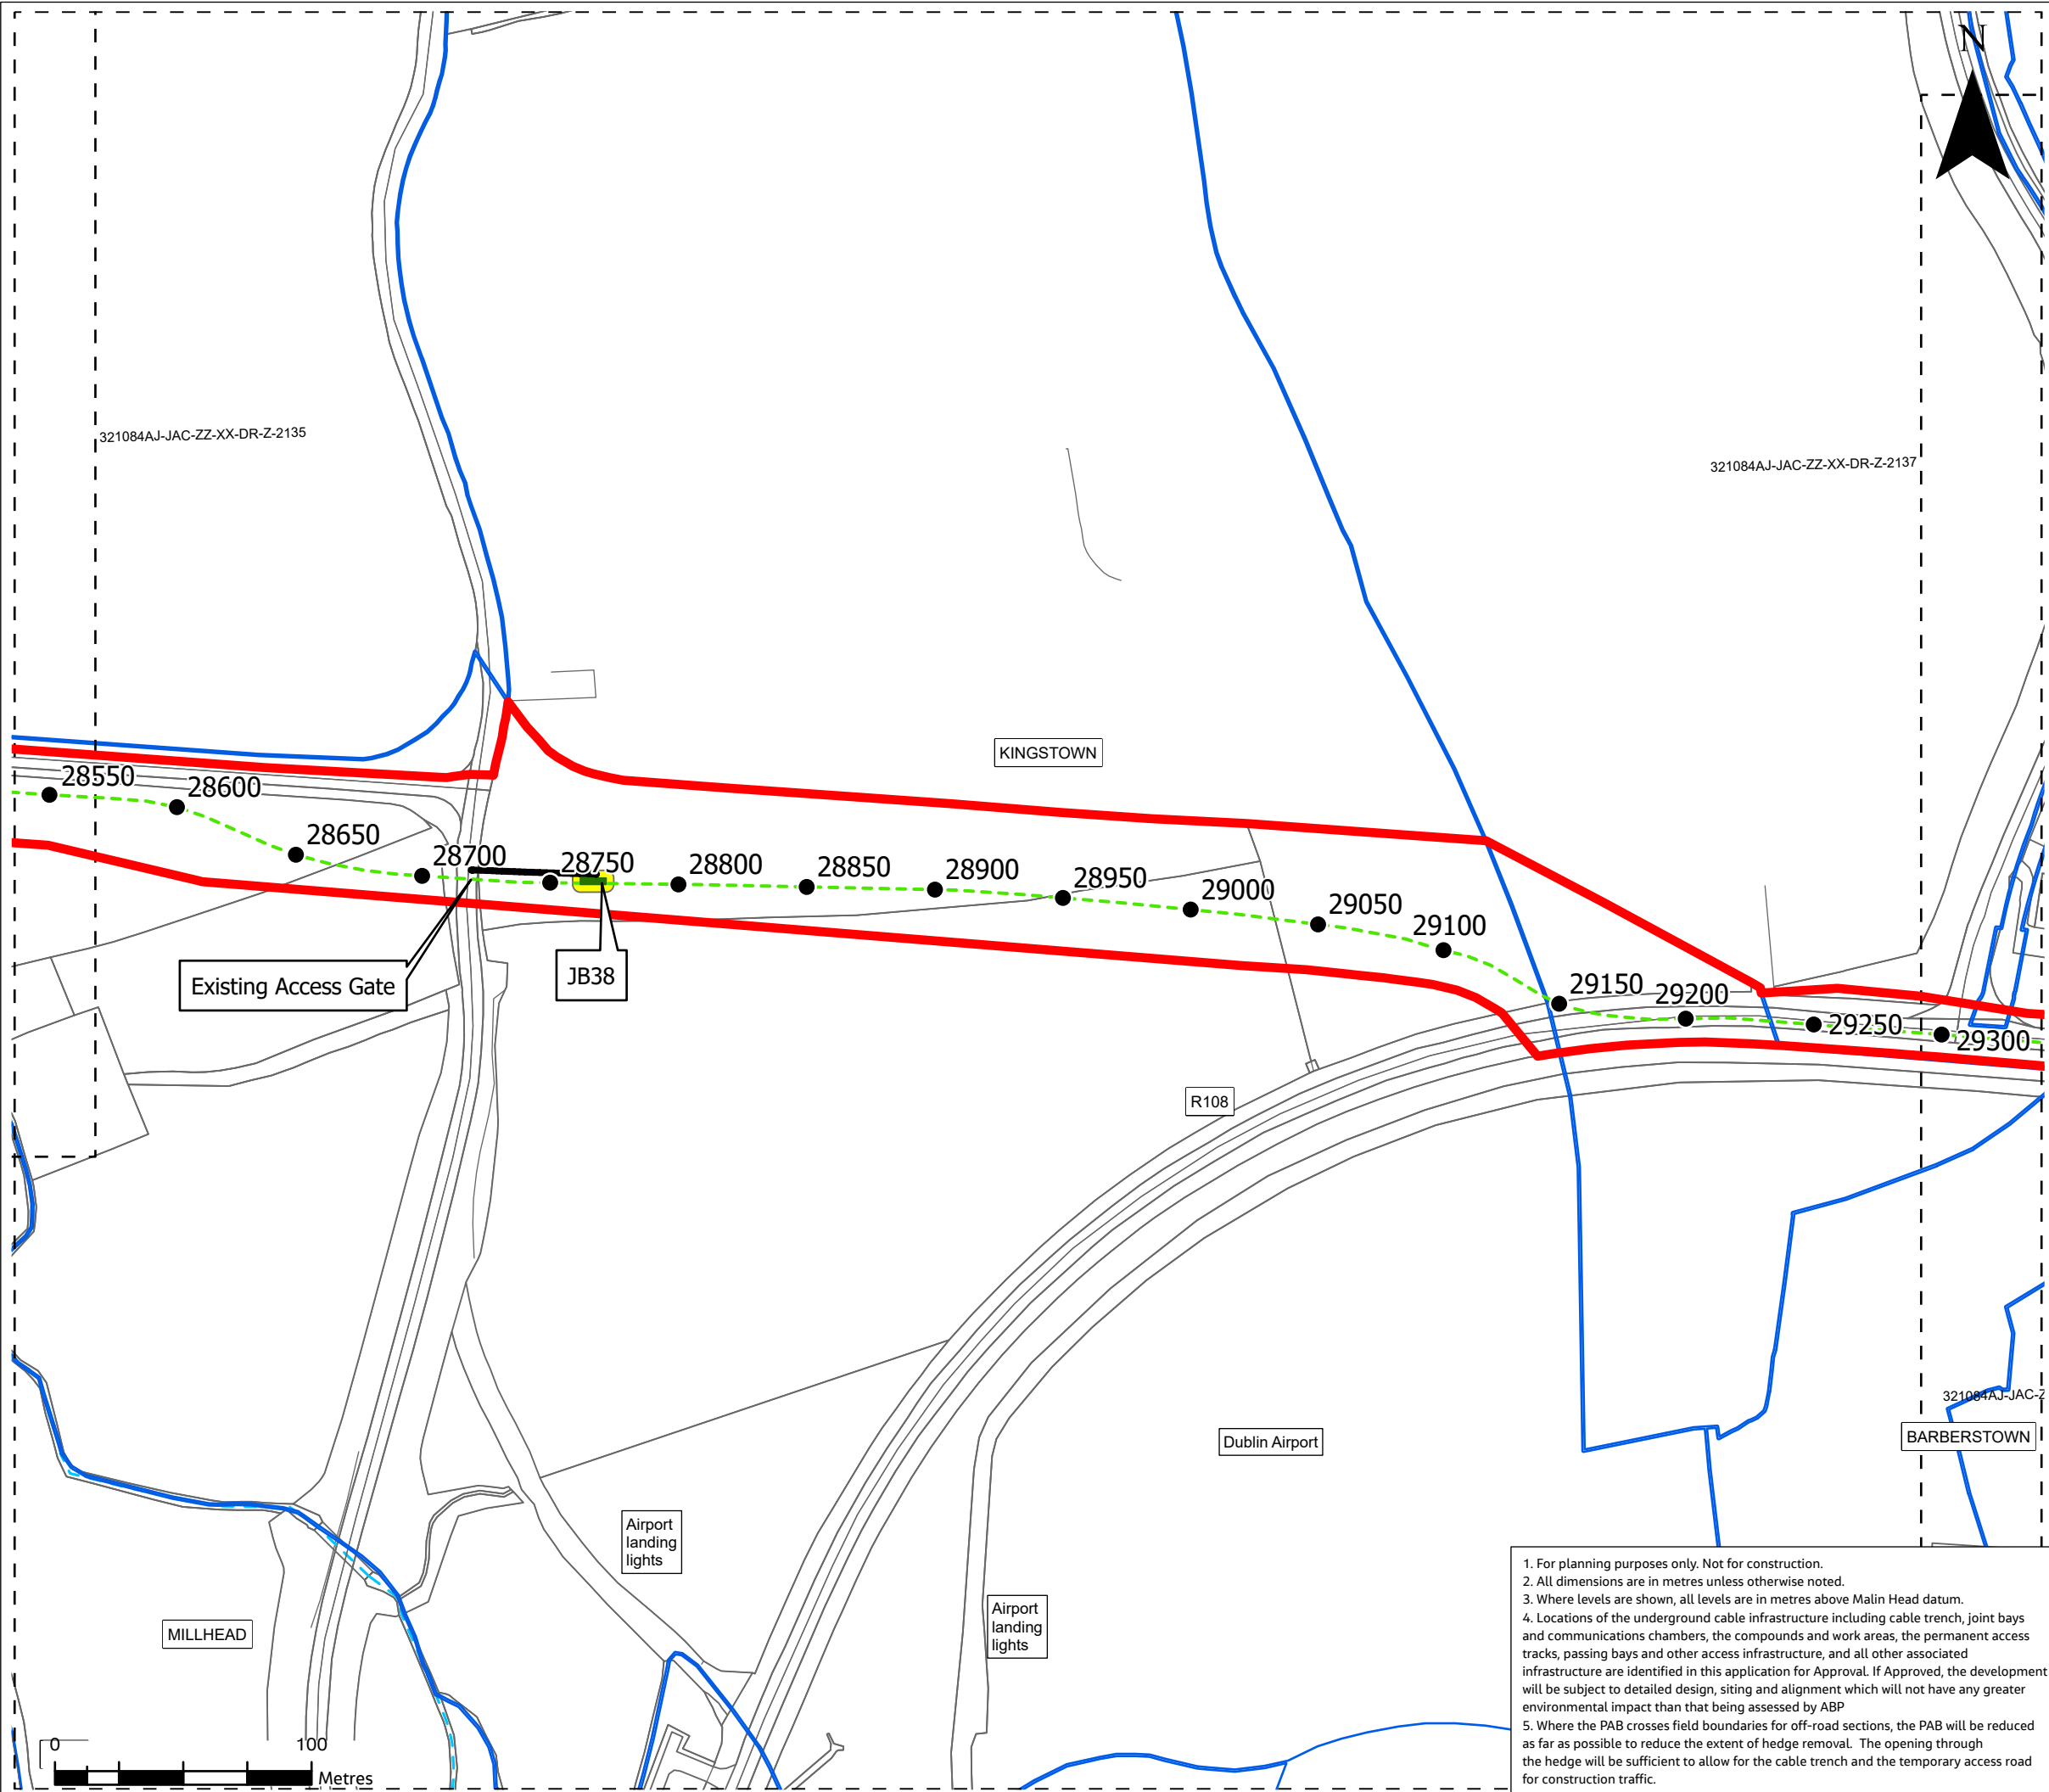 N
321084AJ-JAC-ZZ-XX-DR-Z-2135
321084AJ-JAC-ZZ-XX-DR-Z-2137
KINGSTOWN
28550
28600
28650
28700
28750
28800
28850
28900
28950
29000
29050
29100
29150
29200
29250
29300
Existing Access Gate
JB38
R108
321084AJ-JAC-Z
BARBERSTOWN
Dublin Airport
Airport
landing
lights
Airport
landing
lights
MILLHEAD
0
100
Metres
1. For planning purposes only. Not for construction.
2. All dimensions are in metres unless otherwise noted.
3. Where levels are shown, all levels are in metres above Malin Head datum.
4. Locations of the underground cable infrastructure including cable trench, joint bays
and communications chambers, the compounds and work areas, the permanent access
tracks, passing bays and other access infrastructure, and all other associated
infrastructure are identified in this application for Approval. If Approved, the development
will be subject to detailed design, siting and alignment which will not have any greater
environmental impact than that being assessed by ABP
5. Where the PAB crosses field boundaries for off-road sections, the PAB will be reduced
as far as possible to reduce the extent of hedge removal. The opening through
the hedge will be sufficient to allow for the cable trench and the temporary access road
for construction traffic.